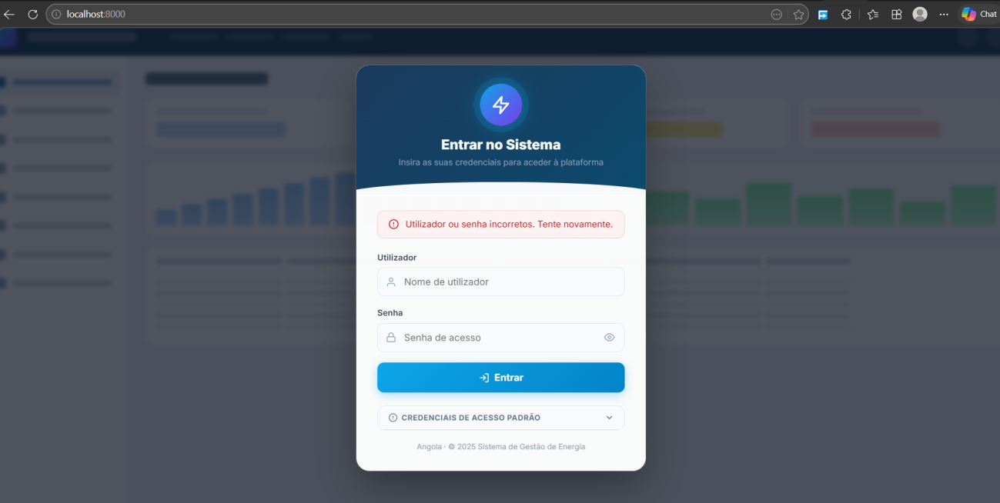 localhost:8000
Chat
Entrar no Sistema
Insira as suas credenciais para aceder à plataforma
Utilizador ou senha incorretos. Tente novamente.
Utilizador
Nome de utilizador
Senha
Senha de acesso
Entrar
CREDENCIAIS DE ACESSO PADRÃO
Angola · © 2025 Sistema de Gestão de Energia